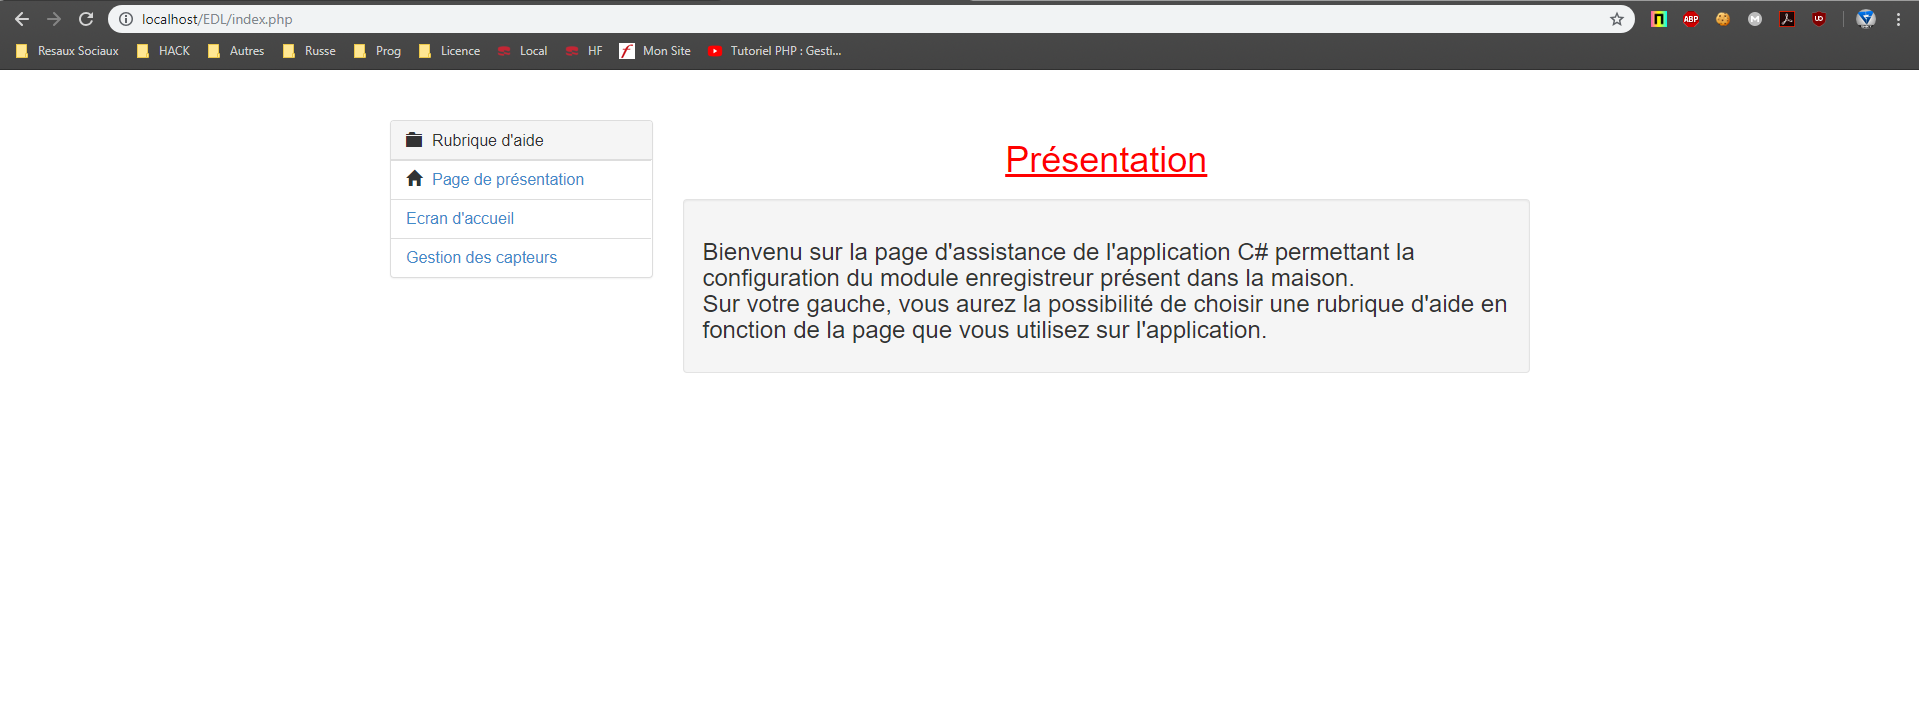 localhost/EDL/index.php
ABP
M
UD
Resaux Sociaux
HACK
Autres
Russe
Prog
Licence
Local
HF
Mon Site
Tutoriel PHP : Gesti...
Rubrique d'aide
Page de présentation
Ecran d'accueil
Gestion des capteurs
Présentation
Bienvenu sur la page d'assistance de l'application C# permettant la
configuration du module enregistreur présent dans la maison.
Sur votre gauche, vous aurez la possibilité de choisir une rubrique d'aide en
fonction de la page que vous utilisez sur l'application.